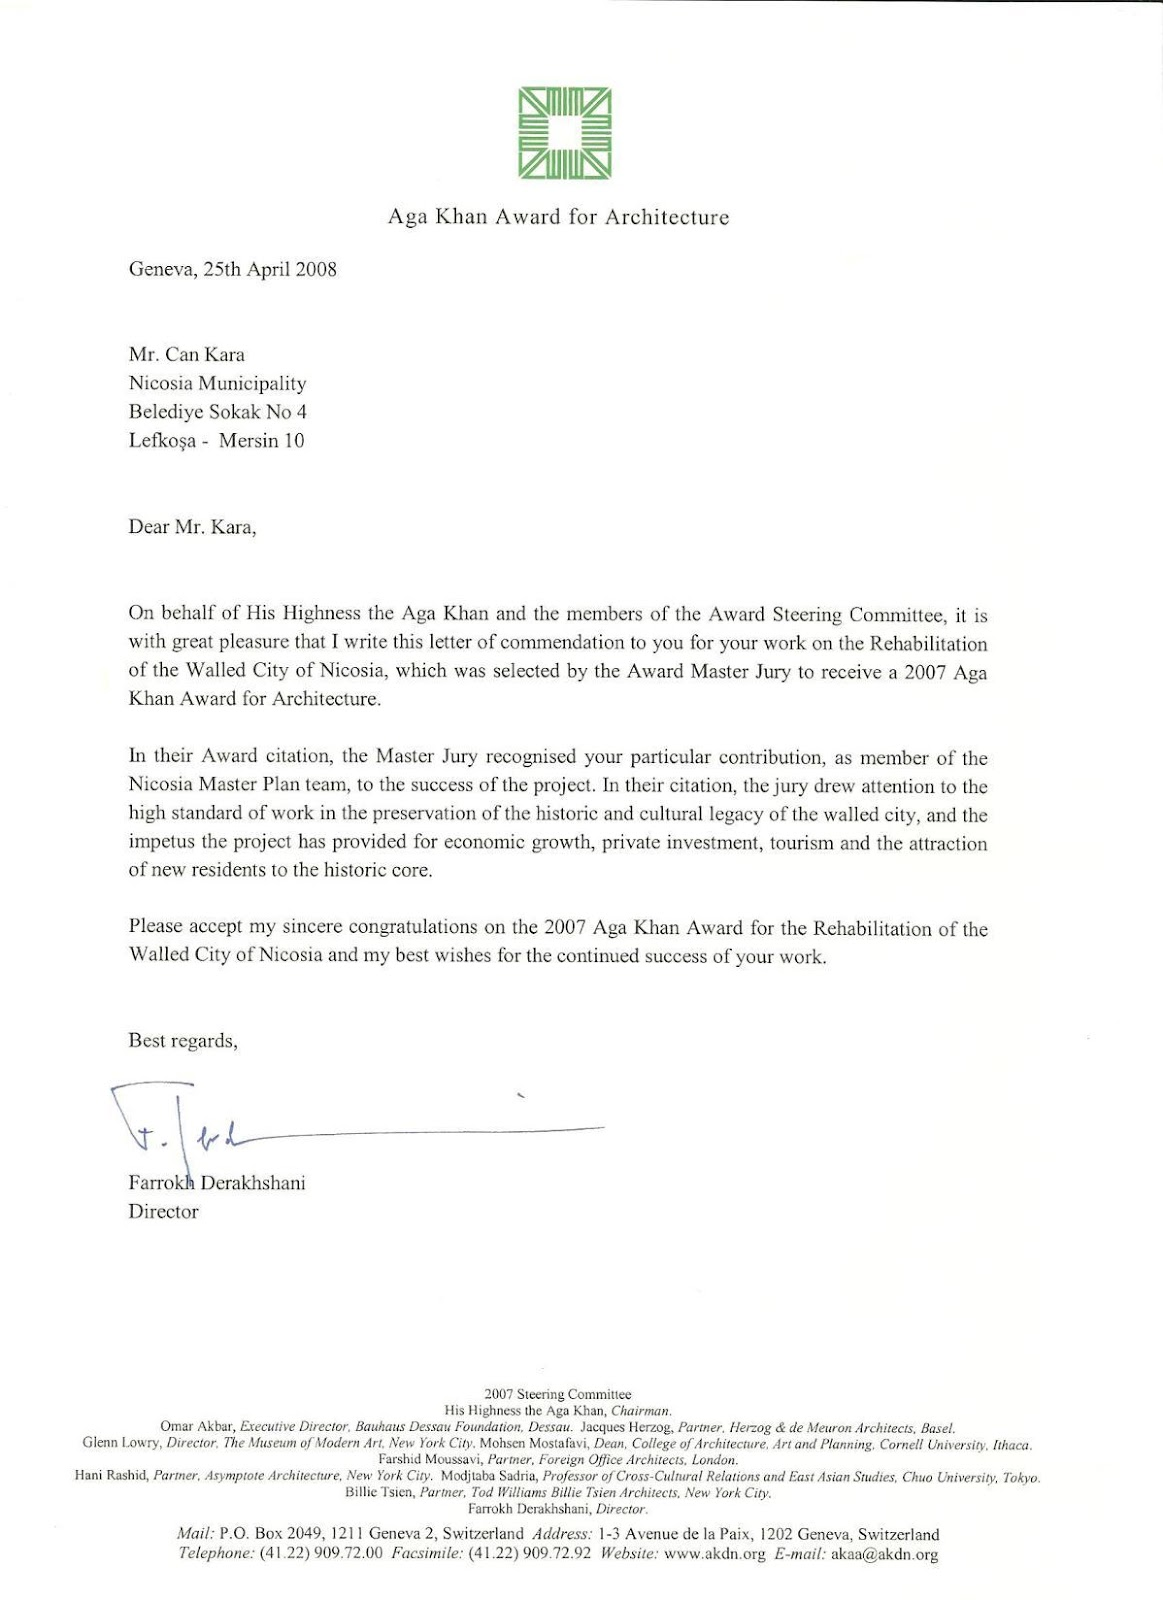 Aga Khan Award for Architecture
Geneva, 25th April 2008
Mr. Can Kara
Nicosia Municipality
Belediye Sokak No 4
Lefkoşa - Mersin 10
Dear Mr. Kara,
On behalf of His Highness the Aga Khan and the members of the Award Steering Committee, it is
with great pleasure that I write this letter of commendation to you for your work on the Rehabilitation
of the Walled City of Nicosia, which was selected by the Award Master Jury to receive a 2007 Aga
Khan Award for Architecture.
In their Award citation, the Master Jury recognised your particular contribution, as member of the
Nicosia Master Plan team, to the success of the project. In their citation, the jury drew attention to the
high standard of work in the preservation of the historic and cultural legacy of the walled city, and the
impetus the project has provided for economic growth, private investment, tourism and the attraction
of new residents to the historic core.
Please accept my sincere congratulations on the 2007 Aga Khan Award for the Rehabilitation of the
Walled City of Nicosia and my best wishes for the continued success of your work.
Best regards,
Farrokh Derakhshani
Director
2007 Steering Committee
His Highness the Aga Khan, Chairman.
Omar Akbar, Executive Director, Bauhaus Dessau Foundation, Dessau. Jacques Herzog, Partner, Herzog & de Meuron Architects, Basel.
Glenn Lowry, Director, The Museum of Modern Art, New York City. Mohsen Mostafavi, Dean, College of Architecture, Art and Planning, Cornell University, Ithaca.
Farshid Moussavi, Partner, Foreign Office Architects, London.
Hani Rashid, Partner, Asymptote Architecture, New York City. Modjtaba Sadria, Professor of Cross-Cultural Relations and East Asian Studies, Chuo University, Tokyo.
Billie Tsien, Partner, Tod Williams Billie Tsien Architects, New York City.
Farrokh Derakhshani, Director.
Mail: P.O. Box 2049, 1211 Geneva 2, Switzerland Address: 1-3 Avenue de la Paix, 1202 Geneva, Switzerland
Telephone: (41.22) 909.72.00 Facsimile: (41.22) 909.72.92 Website: www.akdn.org E-mail: akaa@akdn.org